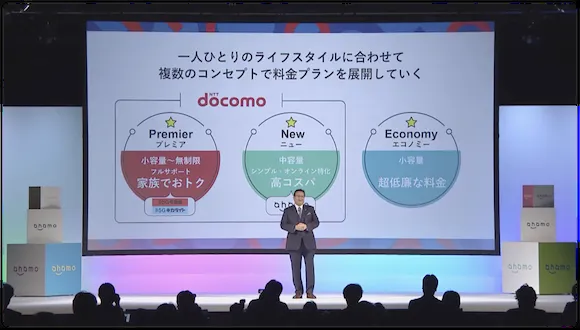 一人ひとりのライフスタイルに合わせて
複数のコンセプトで料金プランを展開していく
NTT
döcomo
Premier
プレミア
小容量～無制限
フルサポート
家族でおトク
New
ニュー
中容量
シンプル・オンライン特化
高コスパ
ahamo
Economy
エコノミー
小容量
超低廉な料金
ahamo
ahamo
ahamo
ahamo